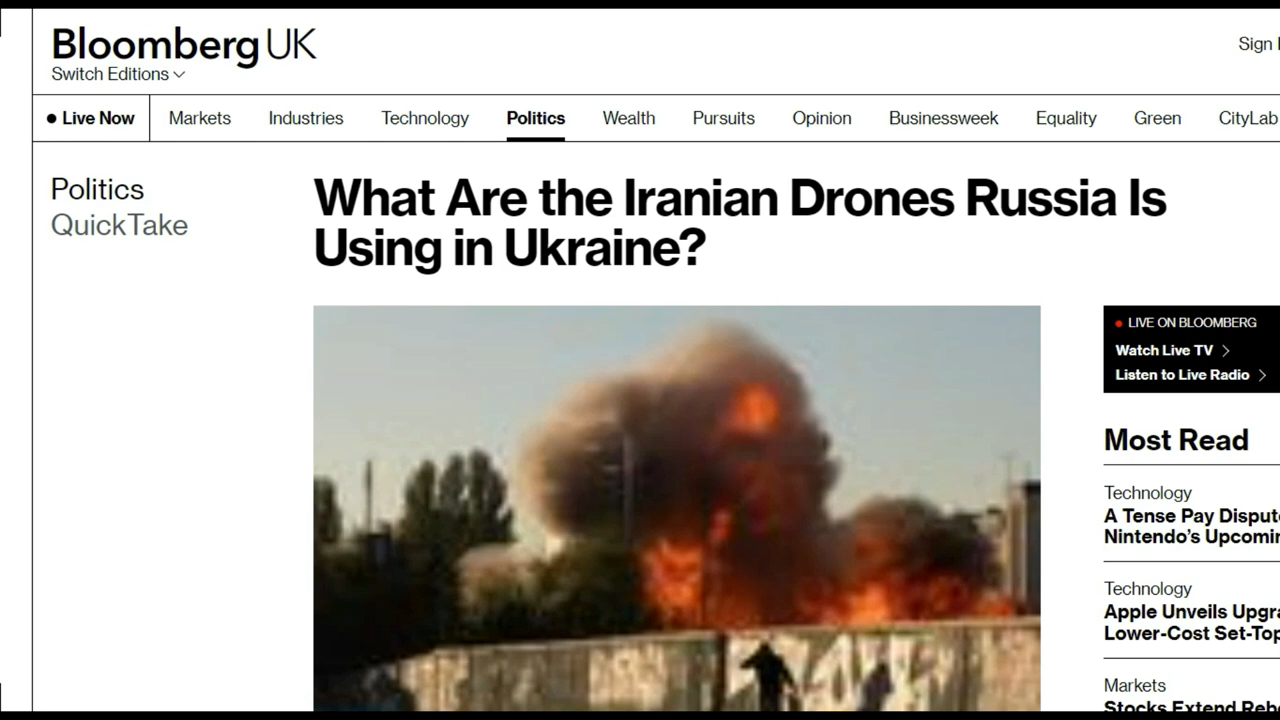 Bloomberg UK
Switch Editions
Sign
Live Now Markets Industries Technology Politics Wealth Pursuits Opinion Businessweek Equality Green CityLab
Politics
QuickTake
What Are the Iranian Drones Russia Is
Using in Ukraine?
LIVE ON BLOOMBERG
Watch Live TV
Listen to Live Radio
Most Read
Technology
A Tense Pay
Nintendo's
Technology
Apple Unveils
Lower-Cost
Markets
Stocks Extend